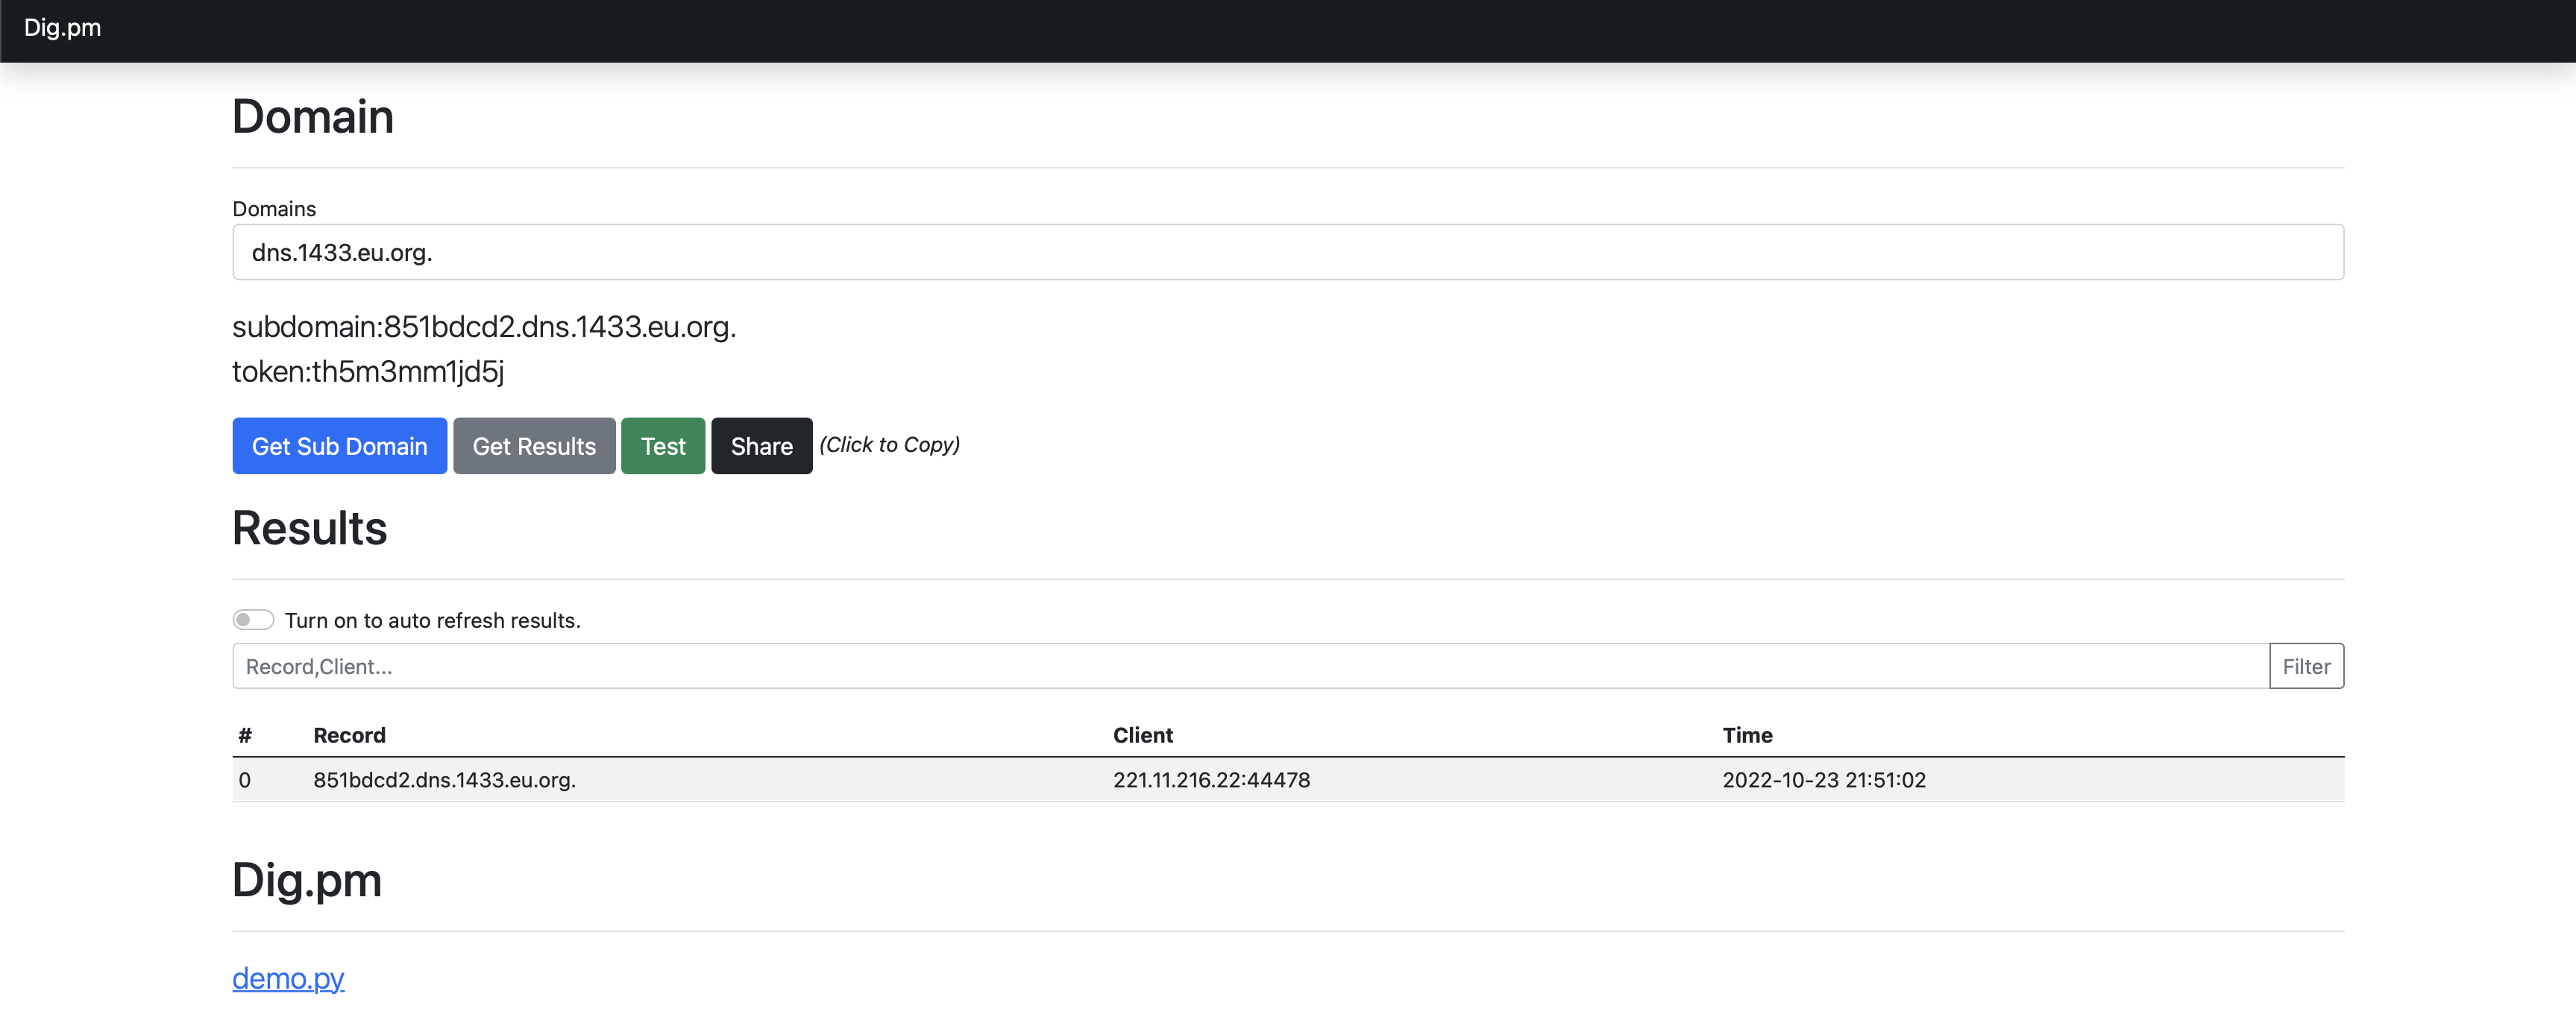 Dig.pm
Domain
Domains
dns.1433.eu.org.
subdomain:851bdcd2.dns.1433.eu.org.
token:th5m3mm1jd5j
Get Sub Domain Get Results Test Share (Click to Copy)
Results
Turn on to auto refresh results.
Record,Client... Filter
# Record Client Time
0 851bdcd2.dns.1433.eu.org. 221.11.216.22:44478 2022-10-23 21:51:02
Dig.pm
demo.py